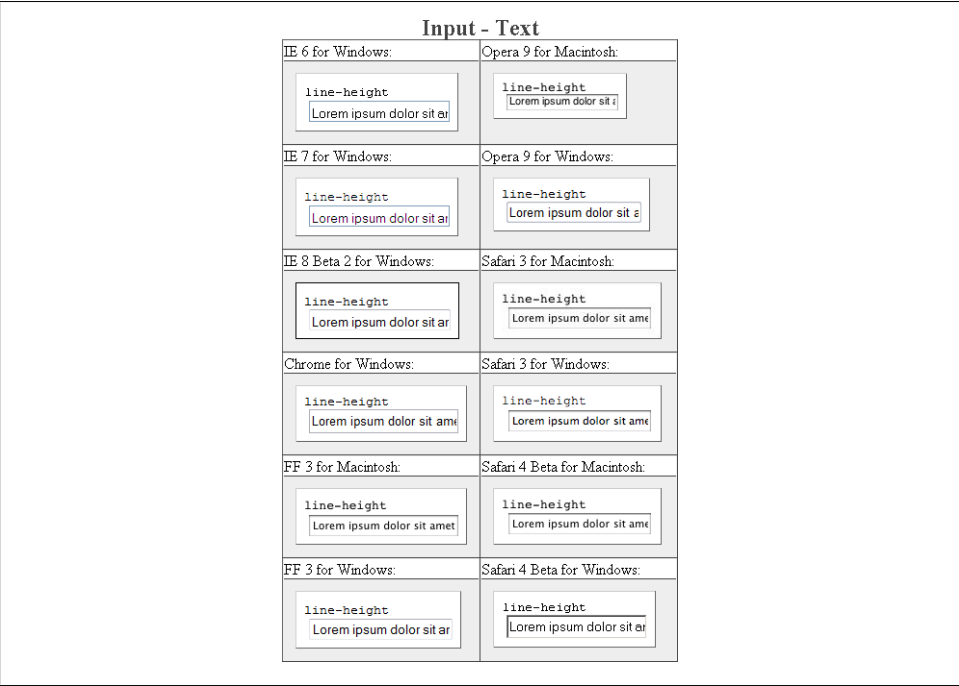 Input - Text
IE 6 for Windows:
line-height
Lorem ipsum dolor sit ar
Opera 9 for Macintosh:
line-height
Lorem ipsum dolor sit a
IE 7 for Windows:
line-height
Lorem ipsum dolor sit ar
Opera 9 for Windows:
line-height
Lorem ipsum dolor sit a
IE 8 Beta 2 for Windows:
line-height
Lorem ipsum dolor sit ar
Safari 3 for Macintosh:
line-height
Lorem ipsum dolor sit ame
Chrome for Windows:
line-height
Lorem ipsum dolor sit ame
Safari 3 for Windows:
line-height
Lorem ipsum dolor sit ame
FF 3 for Macintosh:
line-height
Lorem ipsum dolor sit amet
Safari 4 Beta for Macintosh:
line-height
Lorem ipsum dolor sit ame
FF 3 for Windows:
line-height
Lorem ipsum dolor sit ar
Safari 4 Beta for Windows:
line-height
Lorem ipsum dolor sit ar